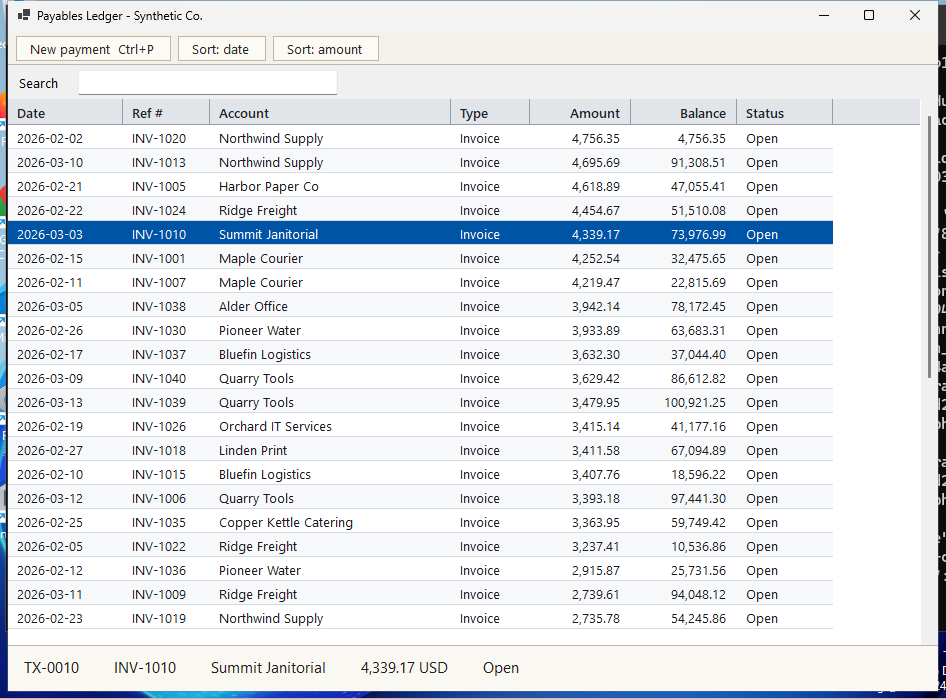 Payables Ledger - Synthetic Co.
New payment Ctrl+P Sort: date Sort: amount
Search
Date Ref # Account Type Amount Balance Status
2026-02-02 INV-1020 Northwind Supply Invoice 4,756.35 4,756.35 Open
2026-03-10 INV-1013 Northwind Supply Invoice 4,695.69 91,308.51 Open
2026-02-21 INV-1005 Harbor Paper Co Invoice 4,618.89 47,055.41 Open
2026-02-22 INV-1024 Ridge Freight Invoice 4,454.67 51,510.08 Open
2026-03-03 INV-1010 Summit Janitorial Invoice 4,339.17 73,976.99 Open
2026-02-15 INV-1001 Maple Courier Invoice 4,252.54 32,475.65 Open
2026-02-11 INV-1007 Maple Courier Invoice 4,219.47 22,815.69 Open
2026-03-05 INV-1038 Alder Office Invoice 3,942.14 78,172.45 Open
2026-02-26 INV-1030 Pioneer Water Invoice 3,933.89 63,683.31 Open
2026-02-17 INV-1037 Bluefin Logistics Invoice 3,632.30 37,044.40 Open
2026-03-09 INV-1040 Quarry Tools Invoice 3,629.42 86,612.82 Open
2026-03-13 INV-1039 Quarry Tools Invoice 3,479.95 100,921.25 Open
2026-02-19 INV-1026 Orchard IT Services Invoice 3,415.14 41,177.16 Open
2026-02-27 INV-1018 Linden Print Invoice 3,411.58 67,094.89 Open
2026-02-10 INV-1015 Bluefin Logistics Invoice 3,407.76 18,596.22 Open
2026-03-12 INV-1006 Quarry Tools Invoice 3,393.18 97,441.30 Open
2026-02-25 INV-1035 Copper Kettle Catering Invoice 3,363.95 59,749.42 Open
2026-02-05 INV-1022 Ridge Freight Invoice 3,237.41 10,536.86 Open
2026-02-12 INV-1036 Pioneer Water Invoice 2,915.87 25,731.56 Open
2026-03-11 INV-1009 Ridge Freight Invoice 2,739.61 94,048.12 Open
2026-02-23 INV-1019 Northwind Supply Invoice 2,735.78 54,245.86 Open
TX-0010 INV-1010 Summit Janitorial 4,339.17 USD Open